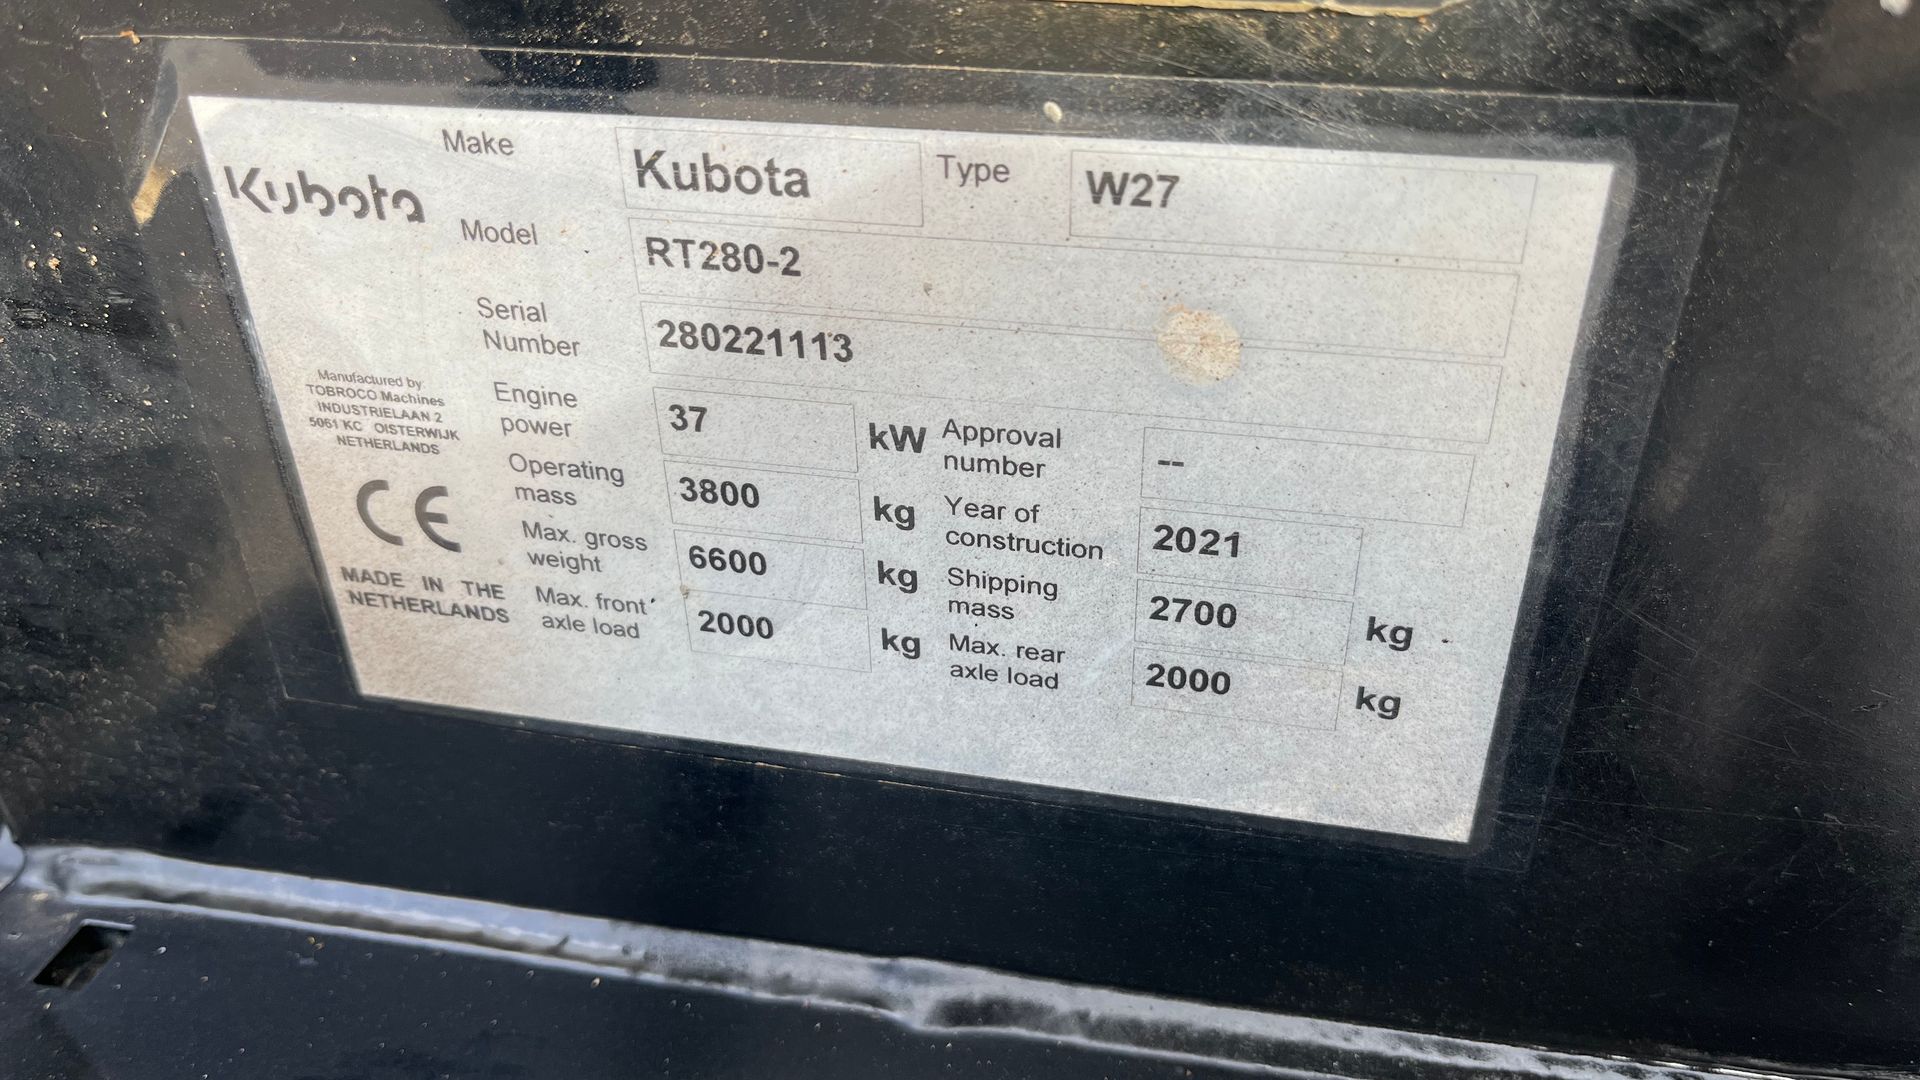 Kubota
Make Kubota Type W27
Model RT280-2
Serial
Number 280221113
Manufactured by
TOBROCO Machines
INDUSTRIELAAN 2
5061 KC OISTERWIJK
NETHERLANDS
CE
MADE IN THE
NETHERLANDS
Engine
power 37 kW
Approval
number --
Operating
mass 3800 kg
Year of
construction 2021
Max. gross
weight 6600 kg
Shipping
mass 2700 kg
Max. front
axle load 2000 kg
Max. rear
axle load 2000 kg